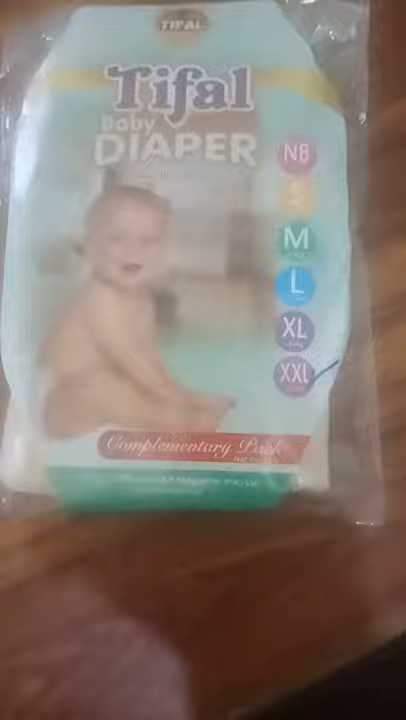 TIFAL
Tifal
Baby
DIAPER
NB
S
M
L
XL
XXL
Complementary Pack